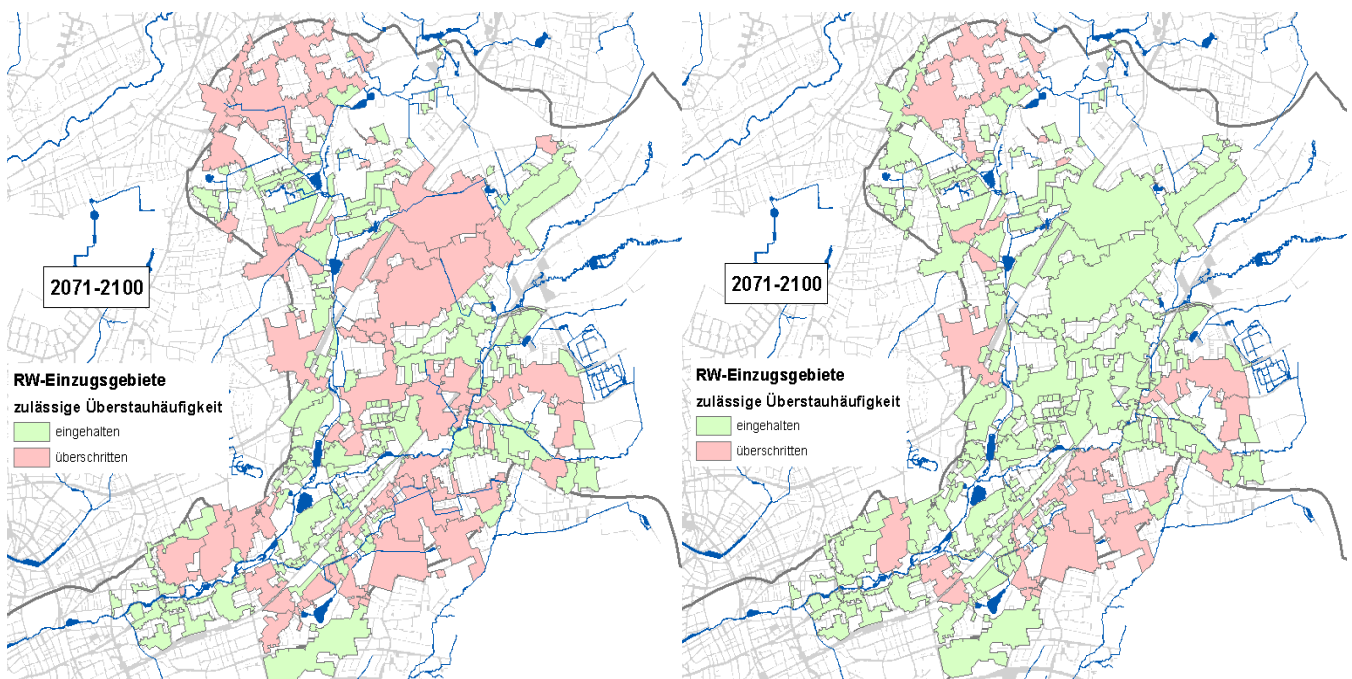 2071-2100
RW-Einzugsgebiete
zulässige Überstauhäufigkeit
eingehalten
überschritten
2071-2100
RW-Einzugsgebiete
zulässige Überstauhäufigkeit
eingehalten
überschritten